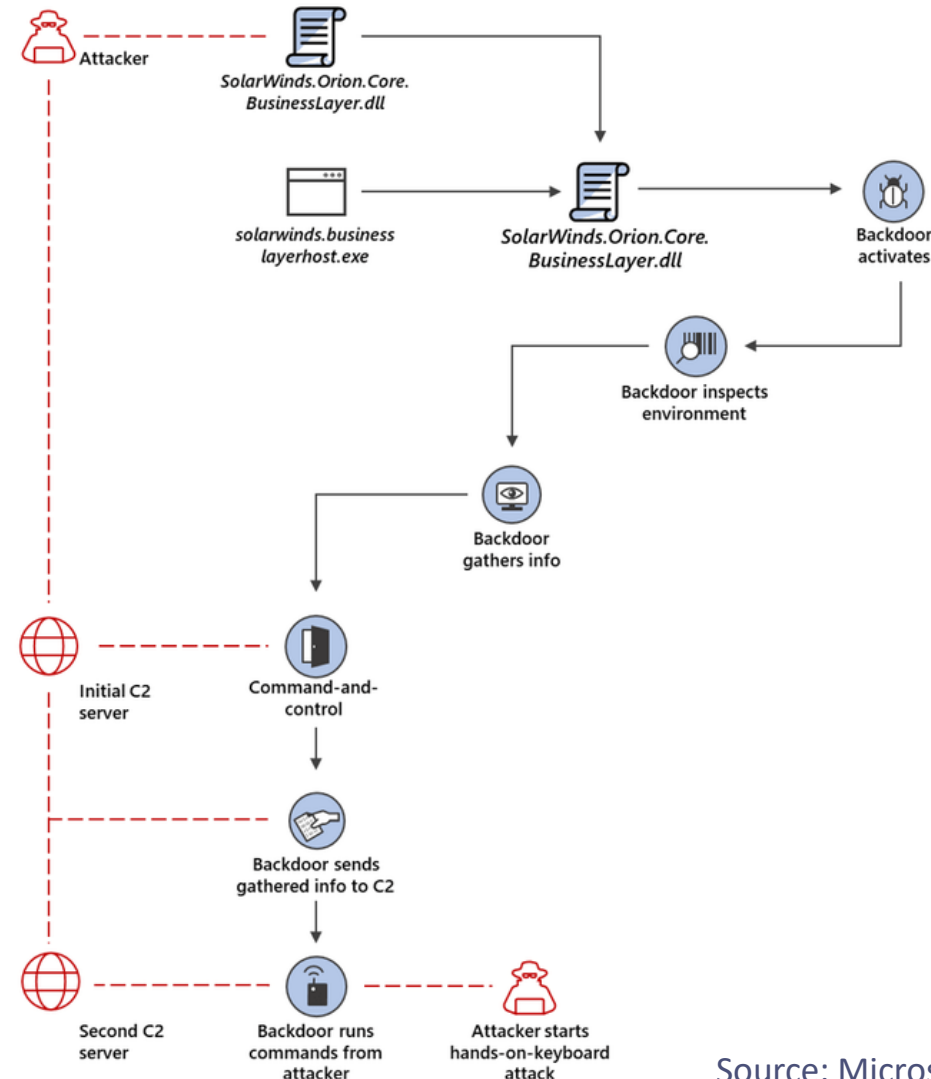 Attacker
SolarWinds.Orion.Core.
BusinessLayer.dll
solarwinds.business
layerhost.exe
SolarWinds.Orion.Core.
BusinessLayer.dll
Backdoor
activates
Backdoor inspects
environment
Backdoor
gathers info
Initial C2
server
Command-and-
control
Backdoor sends
gathered info to C2
Second C2
server
Backdoor runs
commands from
attacker
Attacker starts
hands-on-keyboard
attack
Source: Micros